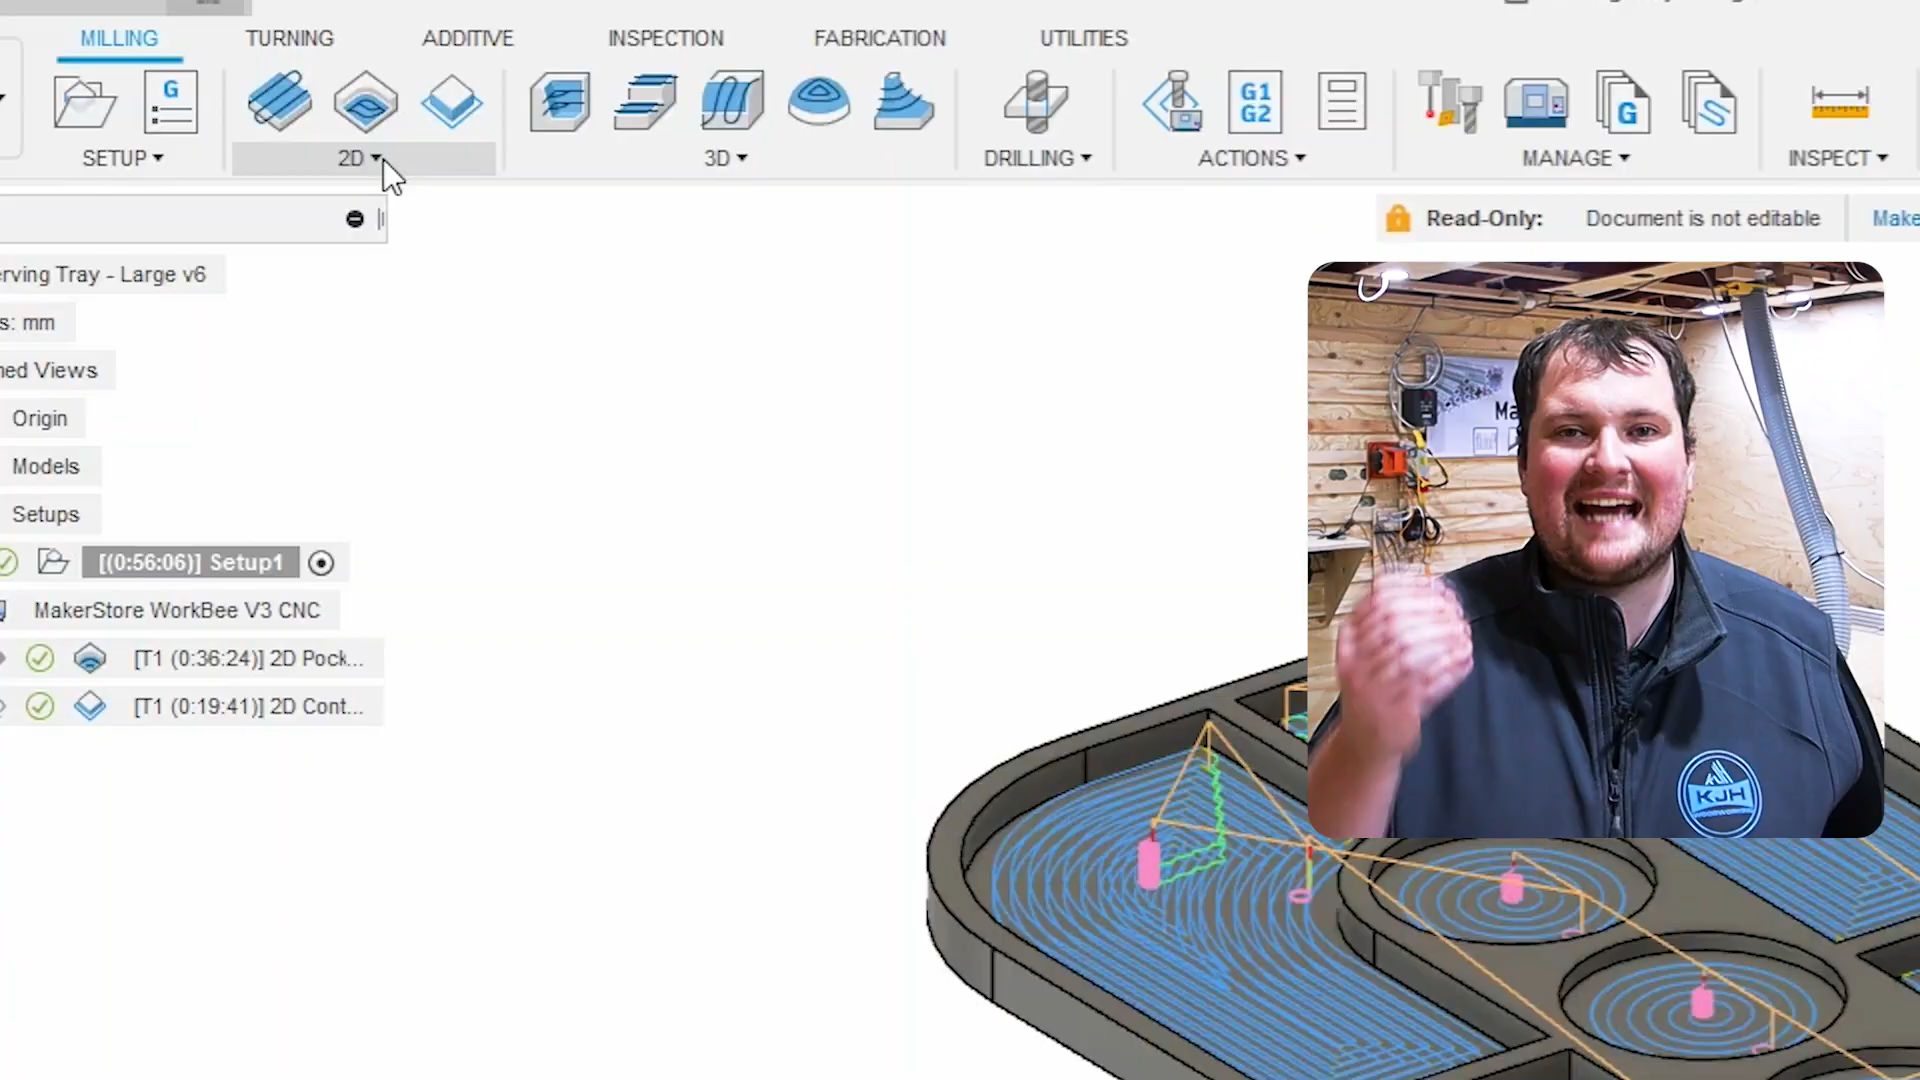 MILLING TURNING ADDITIVE INSPECTION FABRICATION UTILITIES
G G1 G2 G
SETUP 2D 3D DRILLING ACTIONS MANAGE INSPECT
Read-Only: Document is not editable Make
erving Tray - Large v6
s: mm
ned Views
Origin
Models
Setups
[(0:56:06)] Setup1
MakerStore WorkBee V3 CNC
[T1 (0:36:24)] 2D Pock...
[T1 (0:19:41)] 2D Cont...
Ma
KJH
WOODWORKS